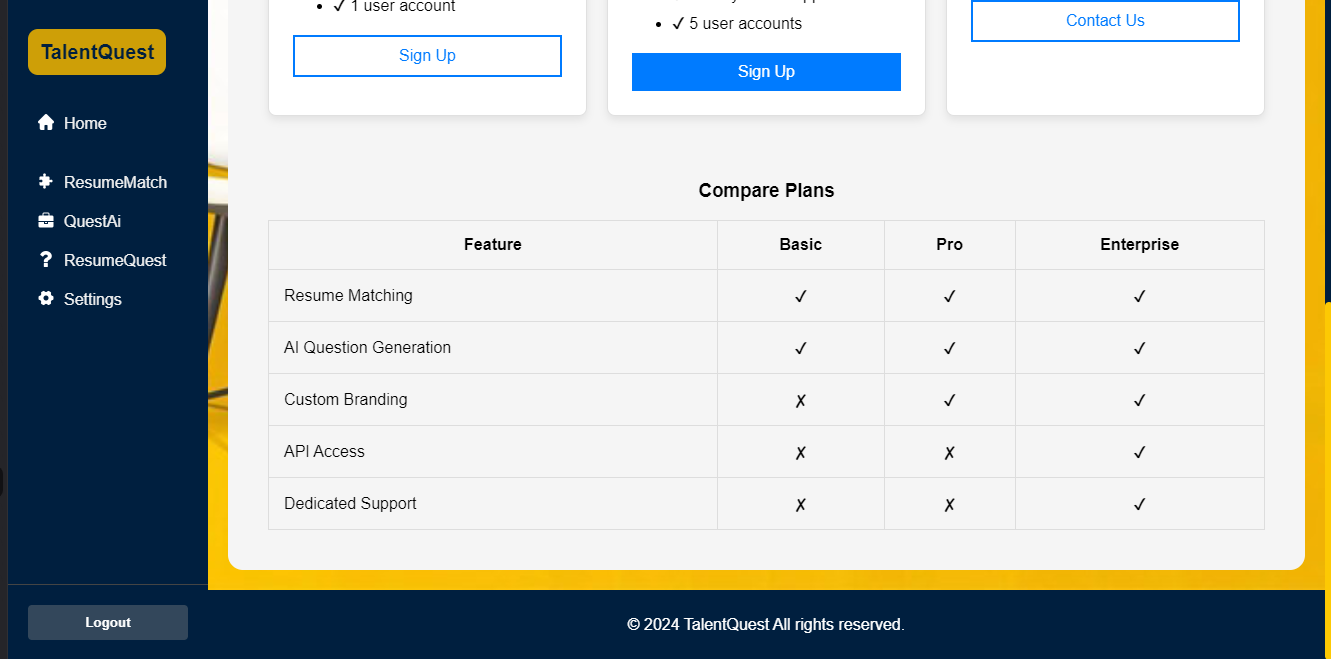 TalentQuest
Home
ResumeMatch
QuestAi
ResumeQuest
Settings
Logout
• ✓ 1 user account
Sign Up
• ✓ 5 user accounts
Sign Up
Contact Us
Compare Plans
Feature Basic Pro Enterprise
Resume Matching ✓ ✓ ✓
AI Question Generation ✓ ✓ ✓
Custom Branding ✗ ✓ ✓
API Access ✗ ✗ ✓
Dedicated Support ✗ ✗ ✓
© 2024 TalentQuest All rights reserved.